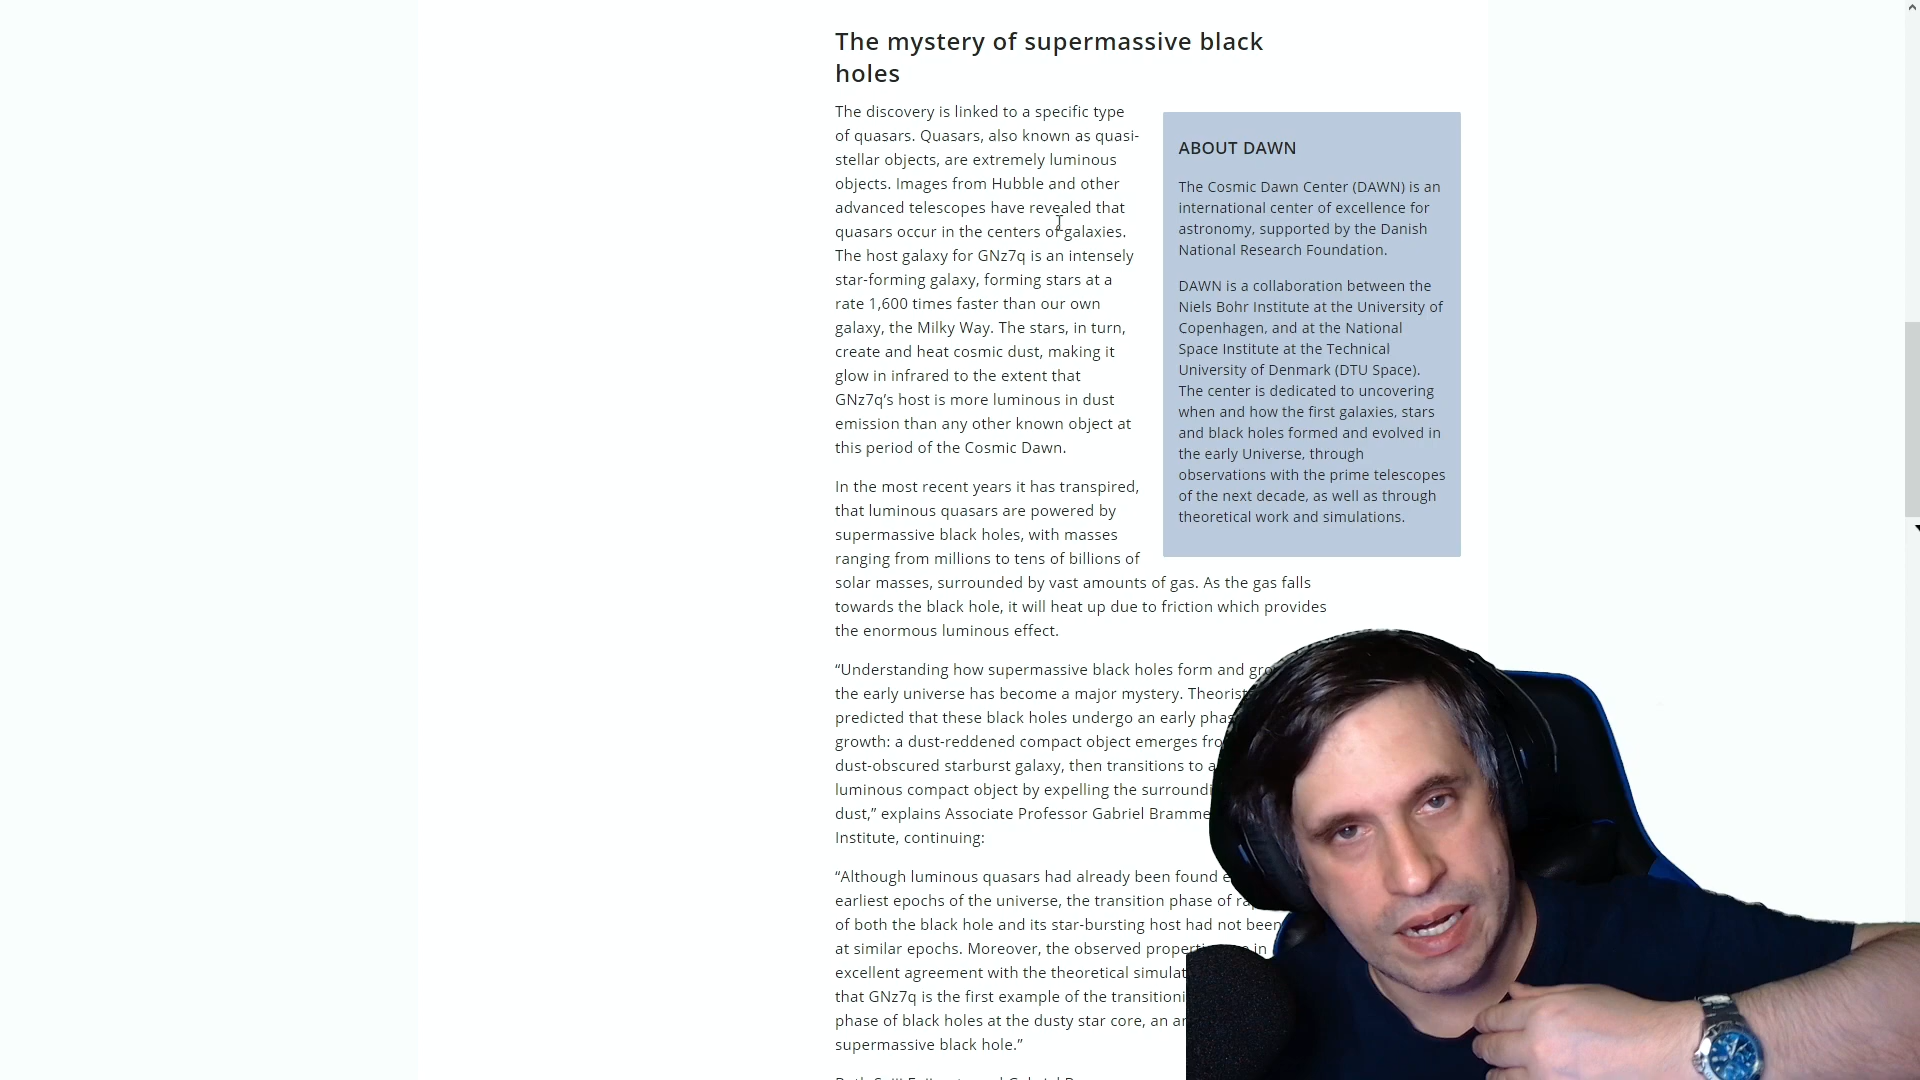 The mystery of supermassive black
holes
The discovery is linked to a specific type
of quasars. Quasars, also known as quasi-
stellar objects, are extremely luminous
objects. Images from Hubble and other
advanced telescopes have revealed that
quasars occur in the centers of galaxies.
The host galaxy for GNz7q is an intensely
star-forming galaxy, forming stars at a
rate 1,600 times faster than our own
galaxy, the Milky Way. The stars, in turn,
create and heat cosmic dust, making it
glow in infrared to the extent that
GNz7q’s host is more luminous in dust
emission than any other known object at
this period of the Cosmic Dawn.
In the most recent years it has transpired,
that luminous quasars are powered by
supermassive black holes, with masses
ranging from millions to tens of billions of
solar masses, surrounded by vast amounts of gas. As the gas falls
towards the black hole, it will heat up due to friction which provides
the enormous luminous effect.
“Understanding how supermassive black holes form and
the early universe has become a major mystery.
predicted that these black holes undergo an early
growth: a dust-reddened compact object emerges
dust-obscured starburst galaxy, then transitions to
luminous compact object by expelling the
dust,” explains Associate Professor Gabriel
Institute, continuing:
“Although luminous quasars had already been found
earliest epochs of the universe, the transition phase of
of both the black hole and its star-bursting host had not been
at similar epochs. Moreover, the observed in
excellent agreement with the theoretical
that GNz7q is the first example of the
phase of black holes at the dusty star core, an
supermassive black hole.”
ABOUT DAWN
The Cosmic Dawn Center (DAWN) is an
international center of excellence for
astronomy, supported by the Danish
National Research Foundation.
DAWN is a collaboration between the
Niels Bohr Institute at the University of
Copenhagen, and at the National
Space Institute at the Technical
University of Denmark (DTU Space).
The center is dedicated to uncovering
when and how the first galaxies, stars
and black holes formed and evolved in
the early Universe, through
observations with the prime telescopes
of the next decade, as well as through
theoretical work and simulations.